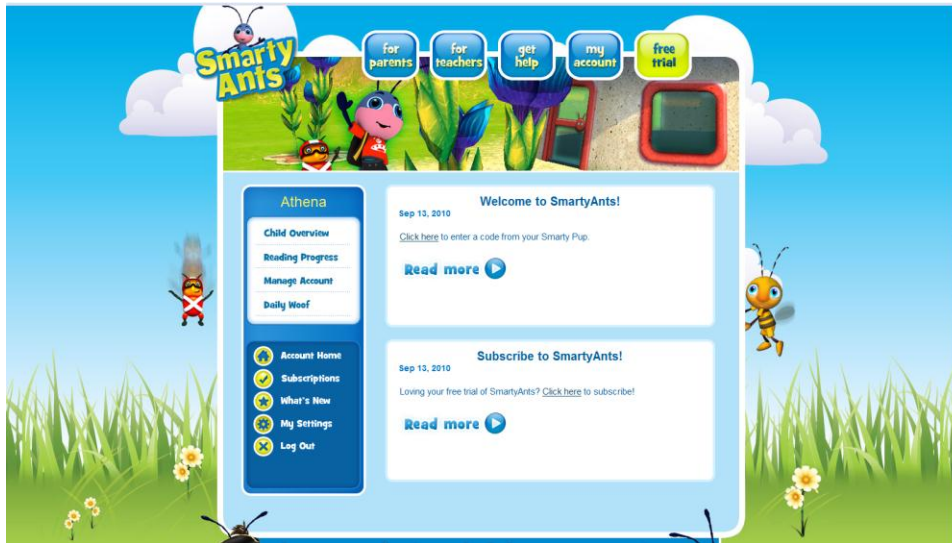 Smarty
Ants
for
parents
for
teachers
get
help
my
account
free
trial
Athena
Child Overview
Reading Progress
Manage Account
Daily Woof
Account Home
Subscriptions
What's New
My Settings
Log Out
Welcome to SmartyAnts!
Sep 13, 2010
Click here to enter a code from your Smarty Pup.
Read more
Subscribe to SmartyAnts!
Sep 13, 2010
Loving your free trial of SmartyAnts? Click here to subscribe!
Read more